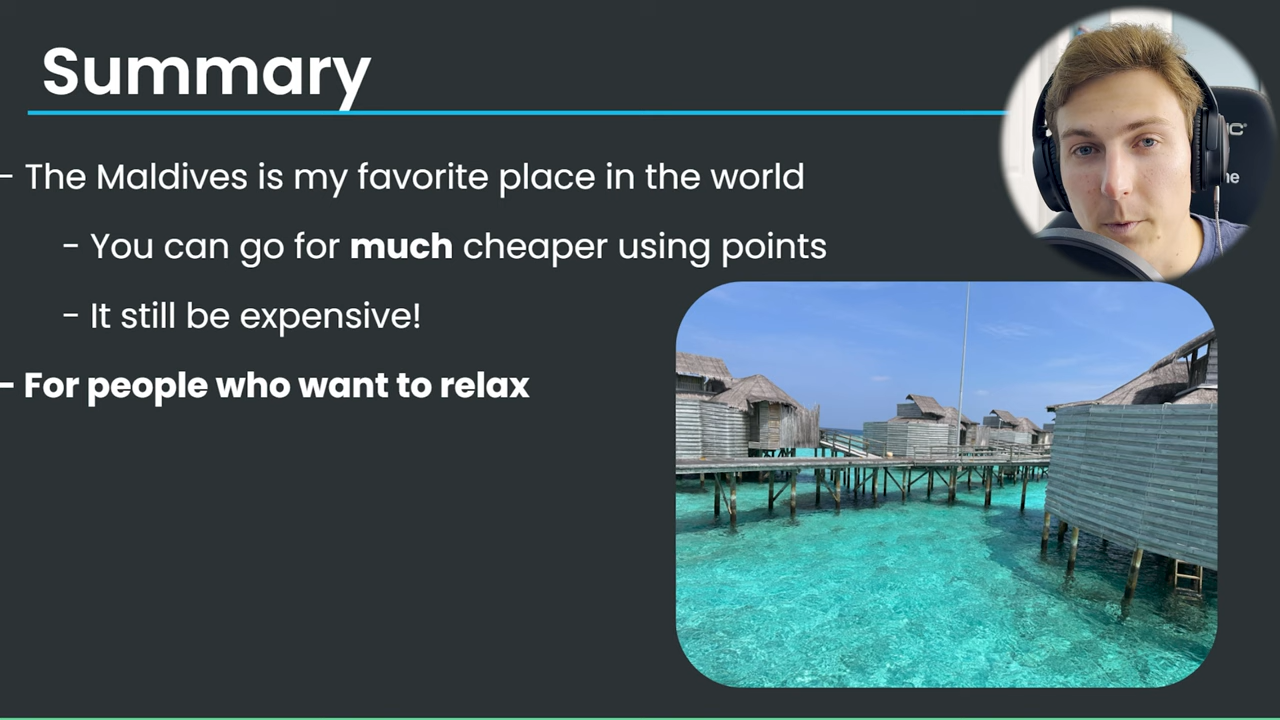 Summary
- The Maldives is my favorite place in the world
- You can go for much cheaper using points
- It still be expensive!
- For people who want to relax